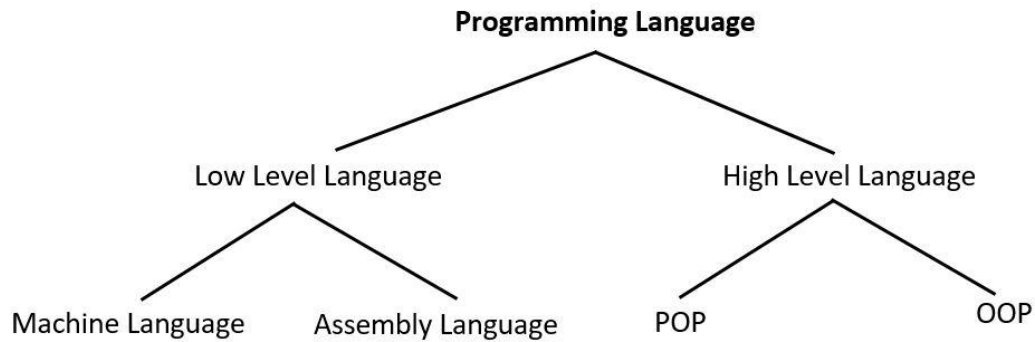 Programming Language
Low Level Language
High Level Language
Machine Language
Assembly Language
POP
OOP